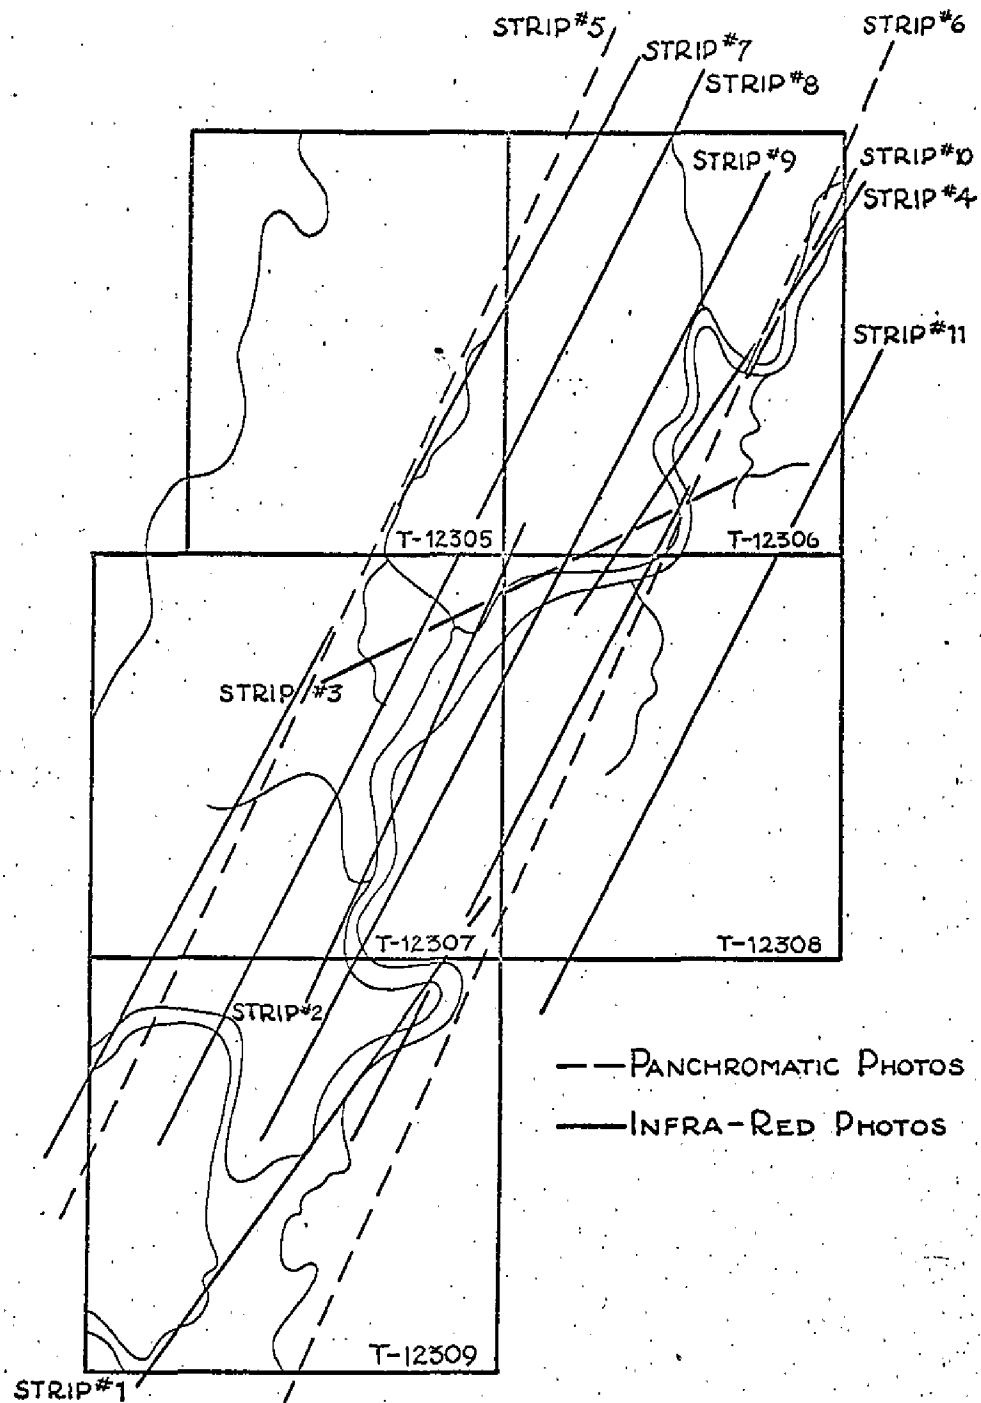 STRIP #5
STRIP #6
STRIP #7
STRIP #8
STRIP #9
STRIP #10
STRIP #4
STRIP #11
T-12305
T-12306
STRIP #3
T-12307
T-12308
STRIP #2
— — PANCHROMATIC PHOTOS
—— INFRA-RED PHOTOS
T-12309
STRIP #1